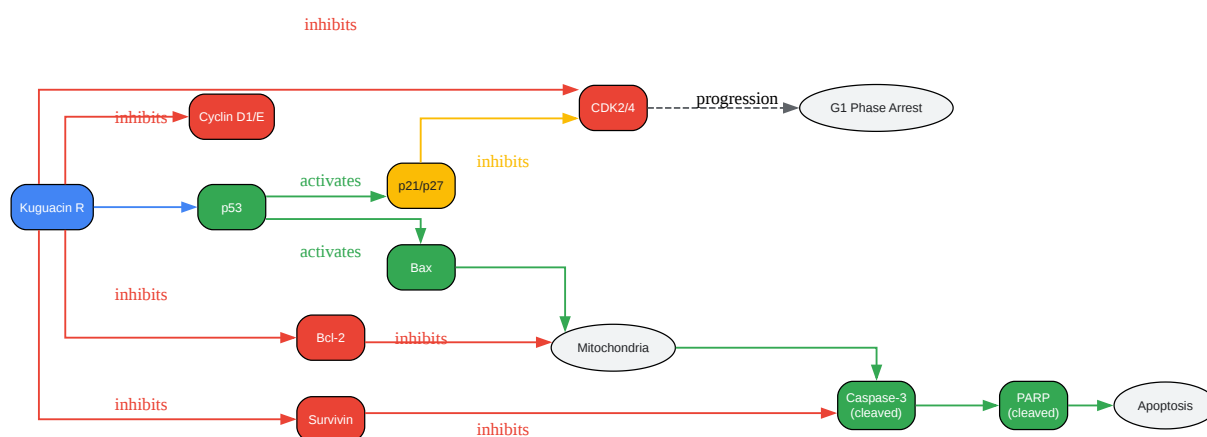 inhibits
CDK2/4
progression
G1 Phase Arrest
inhibits
Cyclin D1/E
inhibits
activates
p21/p27
Kuguacin R
p53
activates
Bax
inhibits
Bcl-2
inhibits
Mitochondria
inhibits
Survivin
inhibits
Caspase-3
(cleaved)
PARP
(cleaved)
Apoptosis